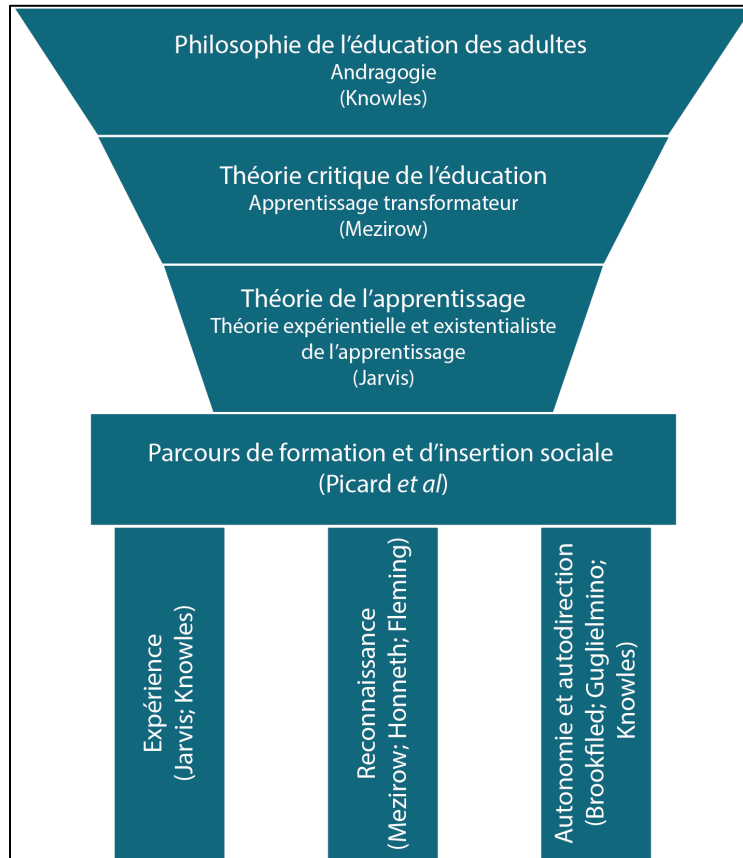 Philosophie de l’éducation des adultes
Andragogie
(Knowles)
Théorie critique de l’éducation
Apprentissage transformateur
(Mezirow)
Théorie de l’apprentissage
Théorie expérientielle et existentialiste
de l’apprentissage
(Jarvis)
Parcours de formation et d’insertion sociale
(Picard et al)
Expérience
(Jarvis; Knowles)
Reconnaissance
(Mezirow; Honneth; Fleming)
Autonomie et autodirection
(Brookfiled; Guglielmino;
Knowles)